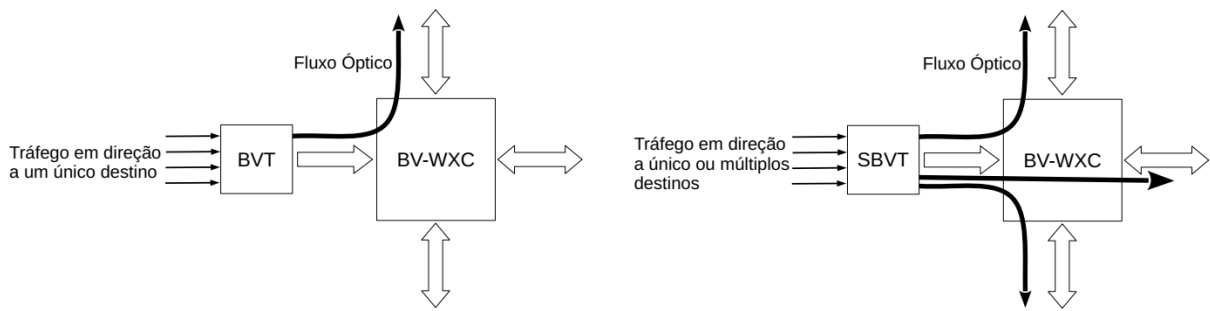 Fluxo Óptico
Tráfego em direção
a um único destino
BVT
BV-WXC
Fluxo Óptico
Tráfego em direção
a único ou múltiplos
destinos
SBVT
BV-WXC